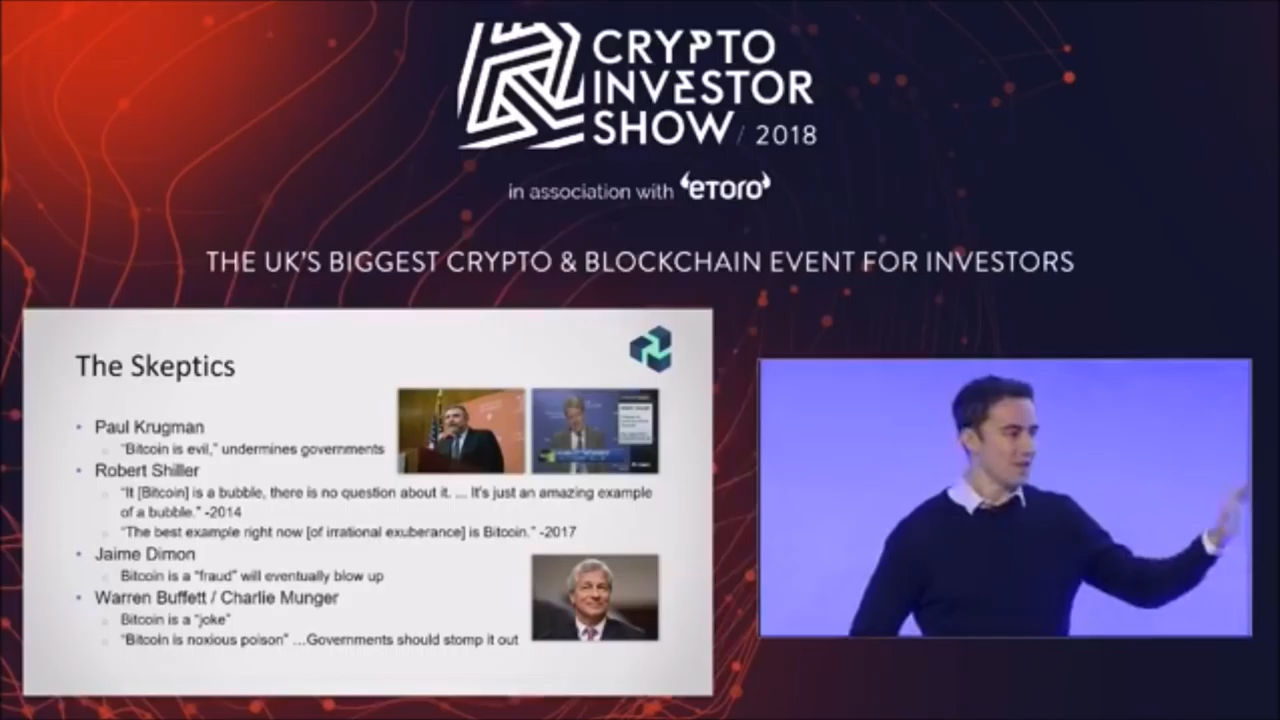 CRYPTO
INVESTOR
SHOW / 2018
in association with eTORO
THE UK'S BIGGEST CRYPTO & BLOCKCHAIN EVENT FOR INVESTORS
The Skeptics
• Paul Krugman
○ "Bitcoin is evil," undermines governments
• Robert Shiller
○ "It [Bitcoin] is a bubble, there is no question about it. ... It's just an amazing example
of a bubble." -2014
○ "The best example right now [of irrational exuberance] is Bitcoin." -2017
• Jaime Dimon
○ Bitcoin is a "fraud" will eventually blow up
• Warren Buffett / Charlie Munger
○ Bitcoin is a "joke"
○ "Bitcoin is noxious poison" ...Governments should stomp it out